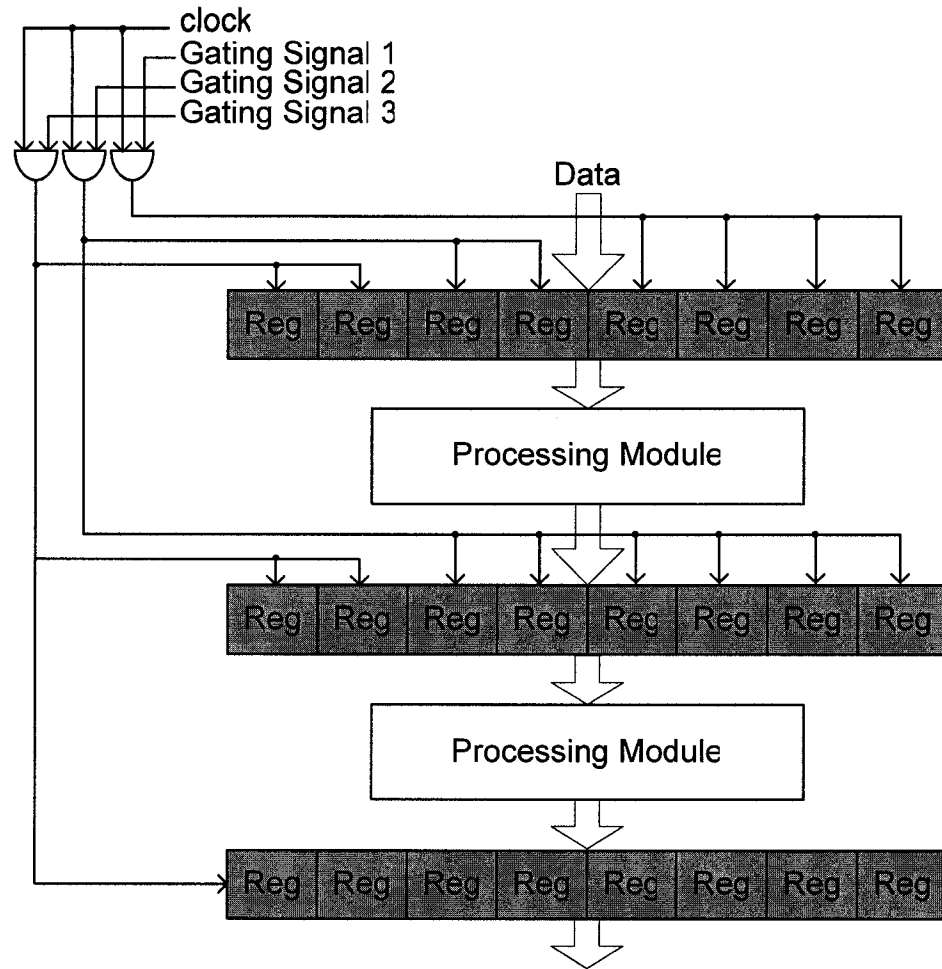 clock
Gating Signal 1
Gating Signal 2
Gating Signal 3
Data
Reg Reg Reg Reg Reg Reg Reg Reg
Processing Module
Reg Reg Reg Reg Reg Reg Reg Reg
Processing Module
Reg Reg Reg Reg Reg Reg Reg Reg